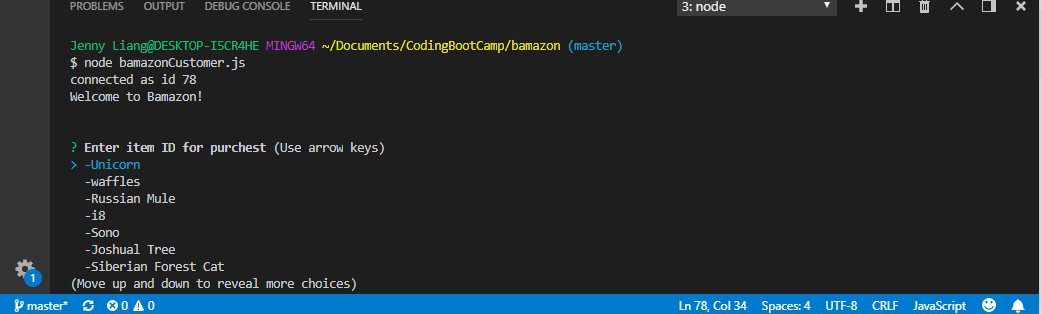 PROBLEMS OUTPUT DEBUG CONSOLE TERMINAL 3: node
Jenny Liang@DESKTOP-I5CR4HE MINGW64 ~/Documents/CodingBootCamp/bamazon (master)
$ node bamazonCustomer.js
connected as id 78
Welcome to Bamazon!
? Enter item ID for purchest (Use arrow keys)
> -Unicorn
-waffles
-Russian Mule
-i8
-Sono
-Joshual Tree
-Siberian Forest Cat
(Move up and down to reveal more choices)
1
master* 0 0 Ln 78, Col 34 Spaces: 4 UTF-8 CRLF JavaScript